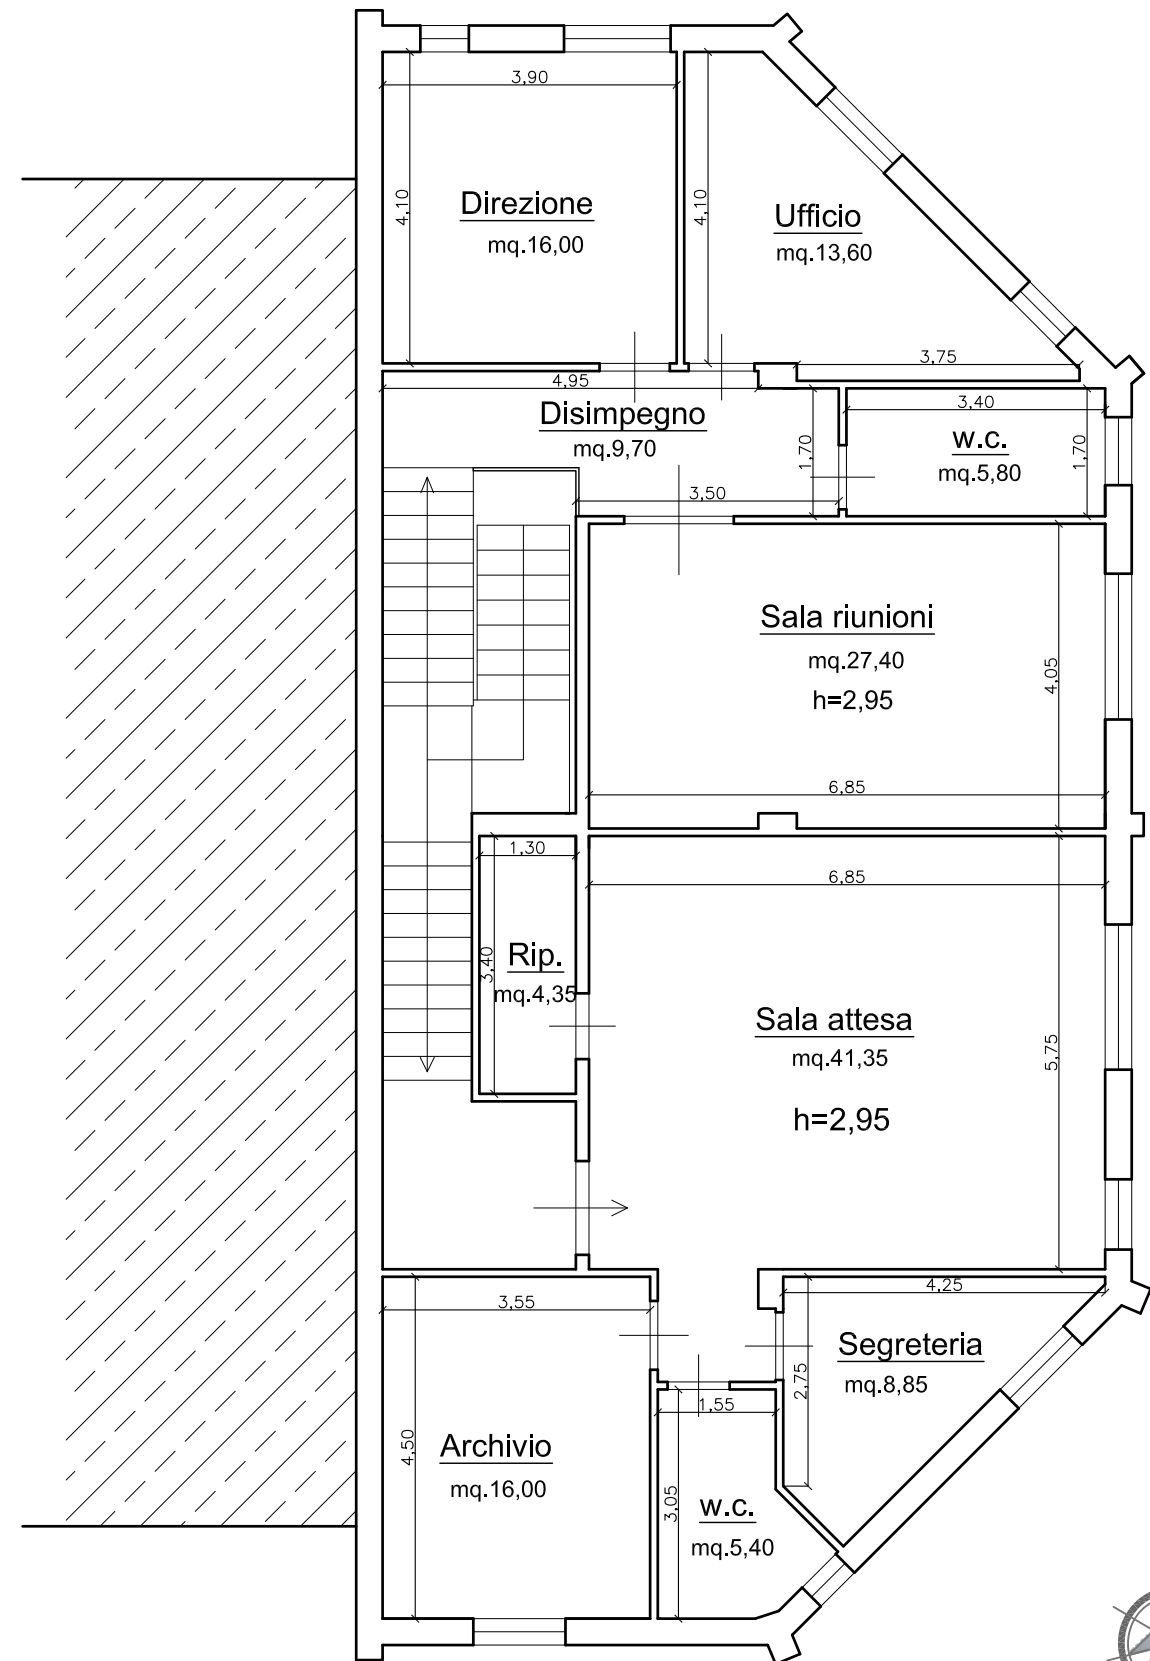 3,90
4,10
Direzione
mq.16,00
4,10
Ufficio
mq.13,60
3,75
4,95
Disimpegno
mq.9,70
1,70
3,40
w.c.
mq.5,80
1,70
3,50
Sala riunioni
mq.27,40
h=2,95
4,05
6,85
1,30
3,40
Rip.
mq.4,35
6,85
Sala attesa
mq.41,35
h=2,95
5,75
3,55
4,50
Archivio
mq.16,00
4,25
Segreteria
mq.8,85
2,75
1,55
3,05
w.c.
mq.5,40